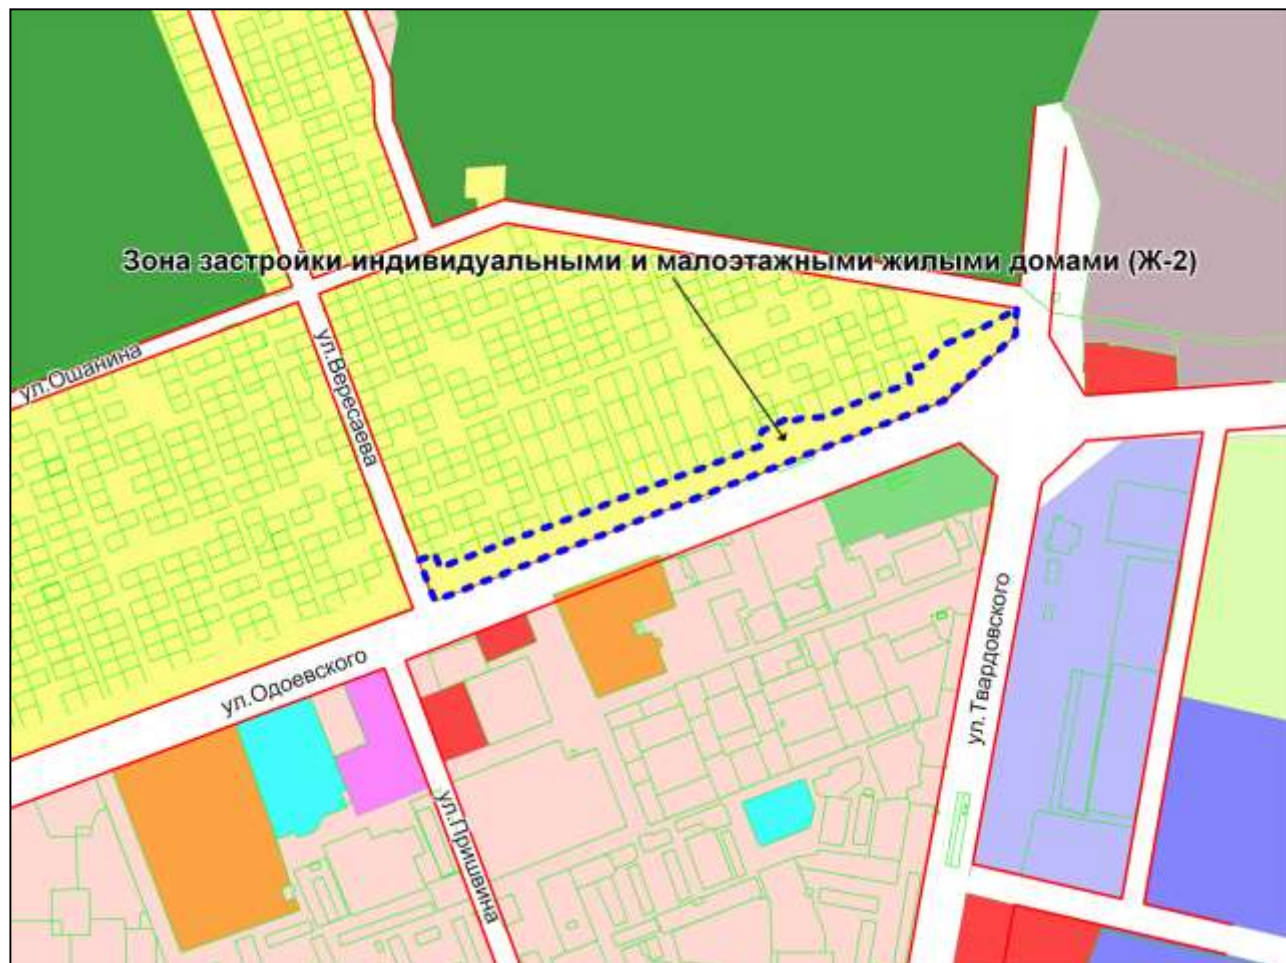 Зона застройки индивидуальными и малоэтажными жилыми домами (Ж-2)
ул.Ошанина
ул.Вересаева
ул.Одоевского
ул.Твардовского
ул.Пришвина